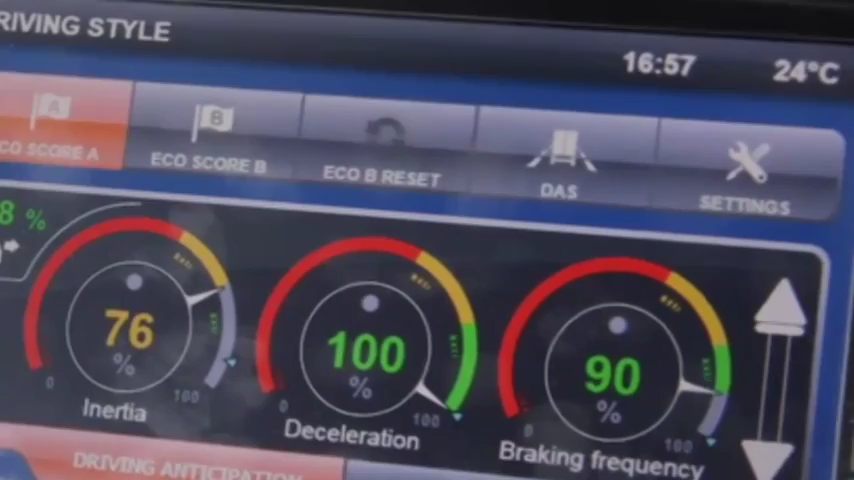 RIVING STYLE
16:57 24°C
A
B
CO SCORE A
ECO SCORE B
ECO B RESET
DAS
SETTINGS
8 %
76
%
0
100
Inertia
100
%
0
100
Deceleration
90
%
0
100
Braking frequency
DRIVING ANTICIPATION